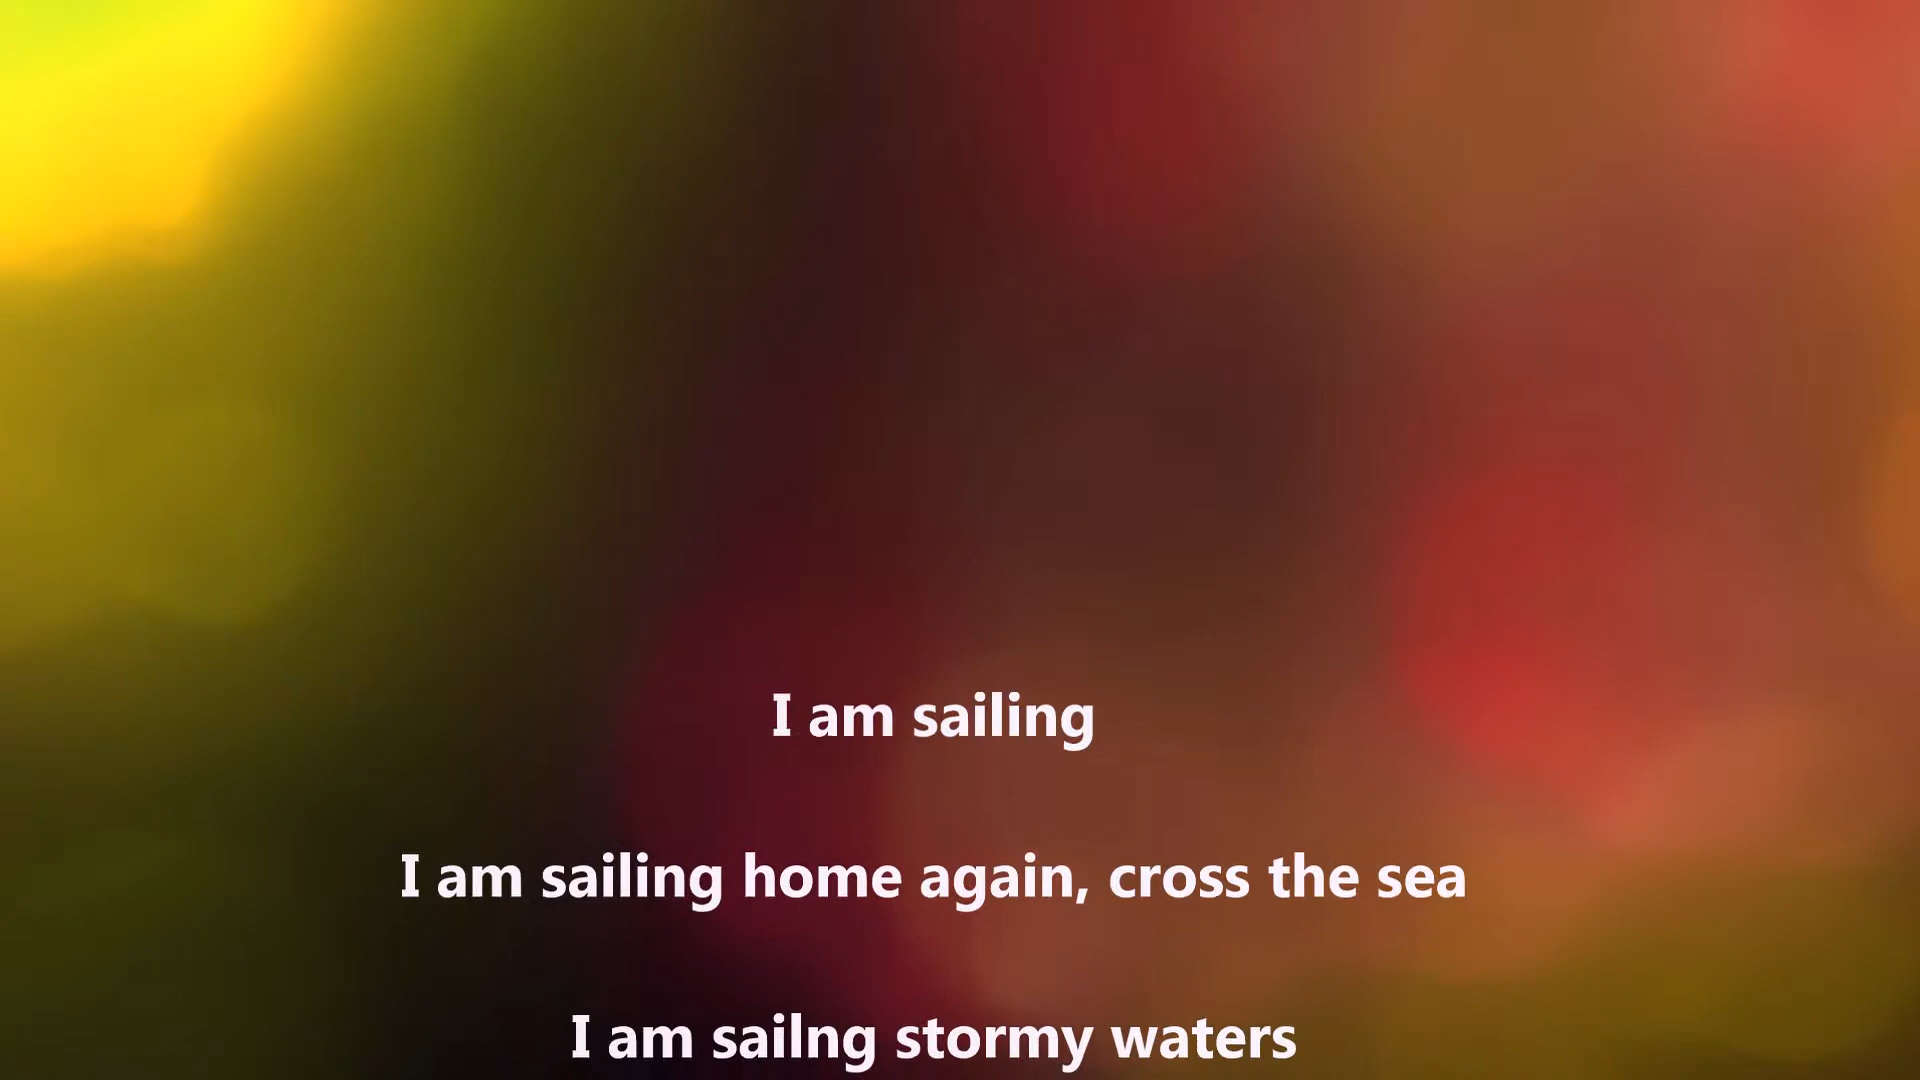 I am sailing
I am sailing home again, cross the sea
I am sailng stormy waters